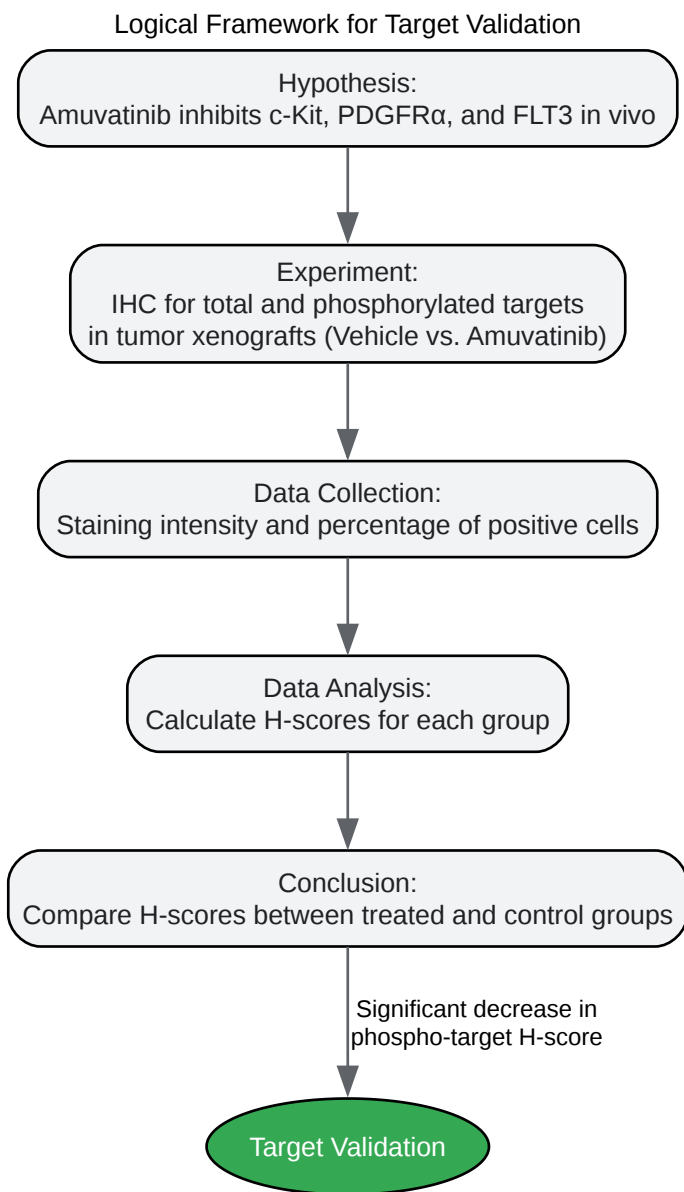 Logical Framework for Target Validation
Hypothesis:
Amuvatinib inhibits c-Kit, PDGFRα, and FLT3 in vivo
Experiment:
IHC for total and phosphorylated targets
in tumor xenografts (Vehicle vs. Amuvatinib)
Data Collection:
Staining intensity and percentage of positive cells
Data Analysis:
Calculate H-scores for each group
Conclusion:
Compare H-scores between treated and control groups
Significant decrease in
phospho-target H-score
Target Validation